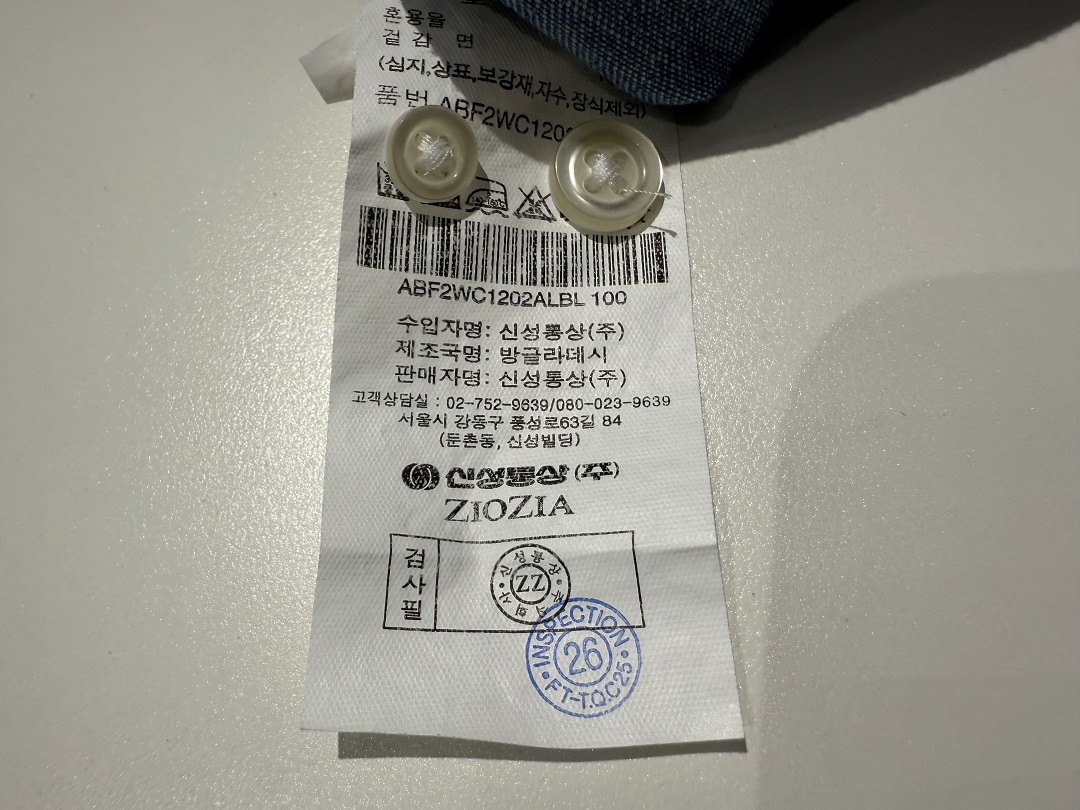 혼용율
겉감 면
(심지,상표,보강재,자수,장식제외)
품번 ABF2WC1202
ABF2WC1202ALBL 100
수입자명: 신성통상(주)
제조국명: 방글라데시
판매자명: 신성통상(주)
고객상담실 : 02-752-9639/080-023-9639
서울시 강동구 풍성로63길 84
(둔촌동, 신성빌딩)
신성통상(주)
ZIOZIA
검사필
신성통상 주식회사
ZZ
INSPECTION
26
FT-T.Q.C25